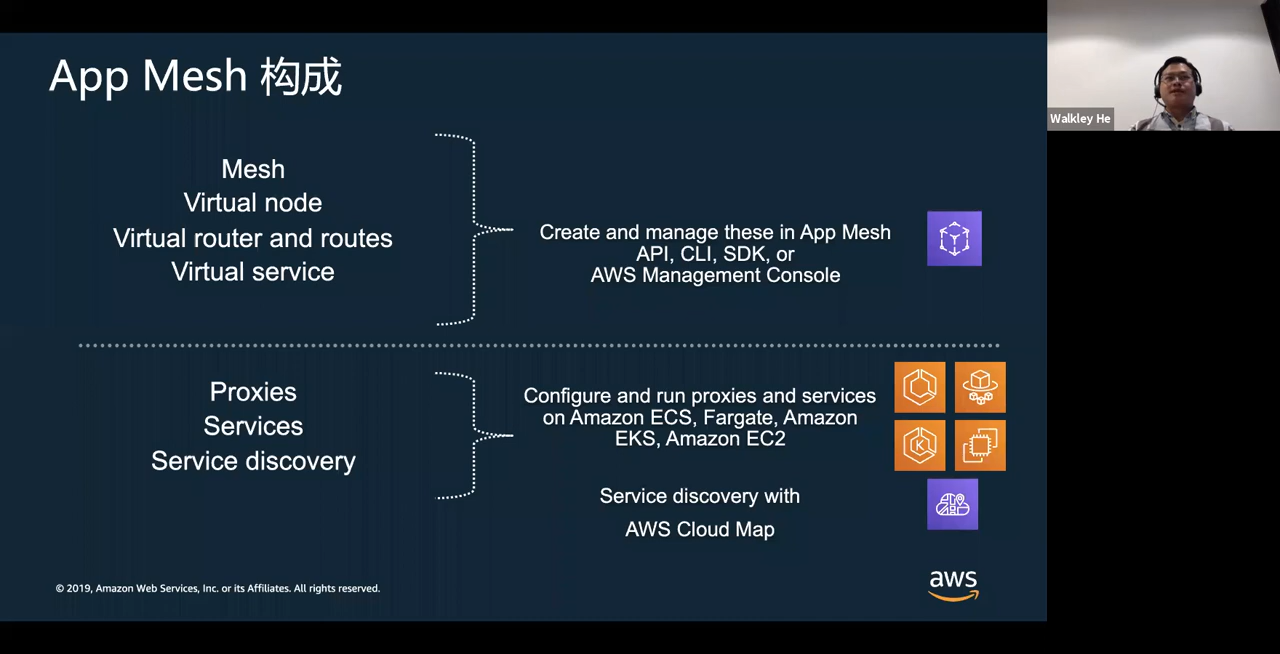 App Mesh 构成
Mesh
Virtual node
Virtual router and routes
Virtual service
Create and manage these in App Mesh
API, CLI, SDK, or
AWS Management Console
Proxies
Services
Service discovery
Configure and run proxies and services
on Amazon ECS, Fargate, Amazon
EKS, Amazon EC2
Service discovery with
AWS Cloud Map
© 2019, Amazon Web Services, Inc. or its Affiliates. All rights reserved.
aws
Walkley He
K